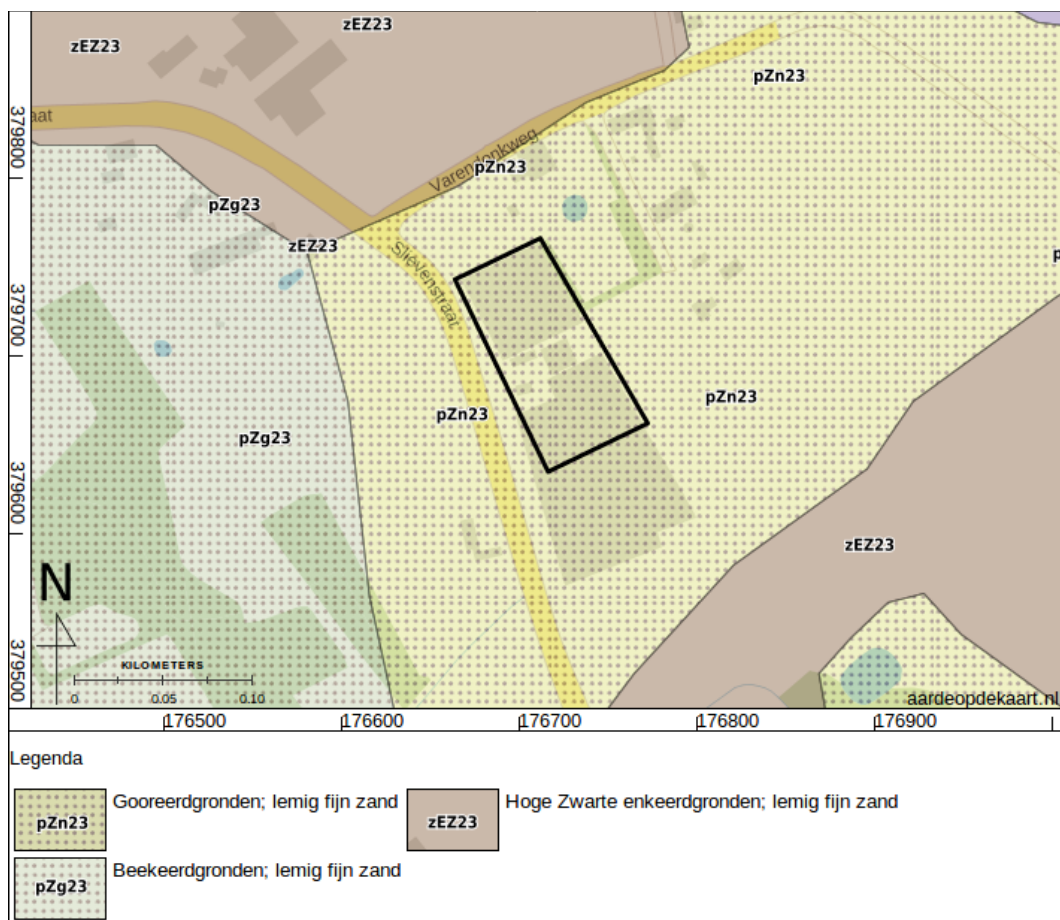 zEZ23
zEZ23
pZn23
aat
Varendonkweg
pZn23
pZg23
zEZ23
Slievenstraat
p
pZn23
pZn23
pZg23
zEZ23
379800
379700
379600
379500
N
KILOMETERS
0 0.05 0.10
aardeopdekaart.nl
176500 176600 176700 176800 176900
Legenda
pZn23 Gooreerdgronden; lemig fijn zand
zEZ23 Hoge Zwarte enkeerdgronden; lemig fijn zand
pZg23 Beekeerdgronden; lemig fijn zand